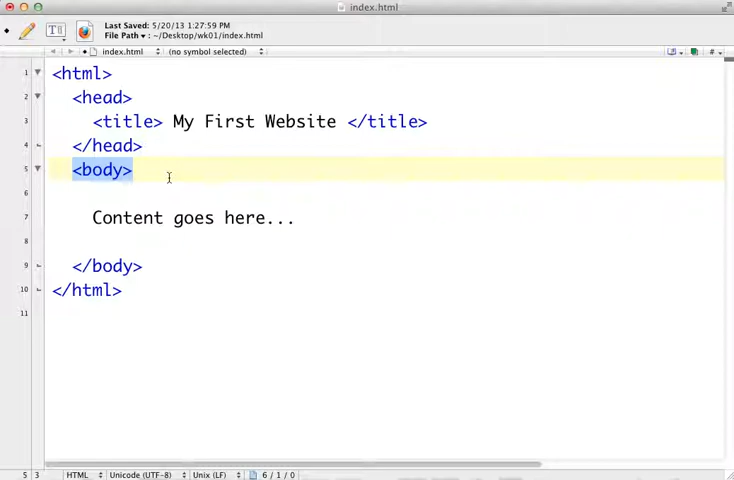 index.html
Last Saved: 5/20/13 1:27:59 PM
File Path : ~/Desktop/wk01/index.html
index.html (no symbol selected) #
1 <html>
2 <head>
3 <title> My First Website </title>
4 </head>
5 <body>
6
7 Content goes here...
8
9 </body>
10 </html>
11
5 3 HTML Unicode (UTF-8) Unix (LF) 6 / 1 / 0